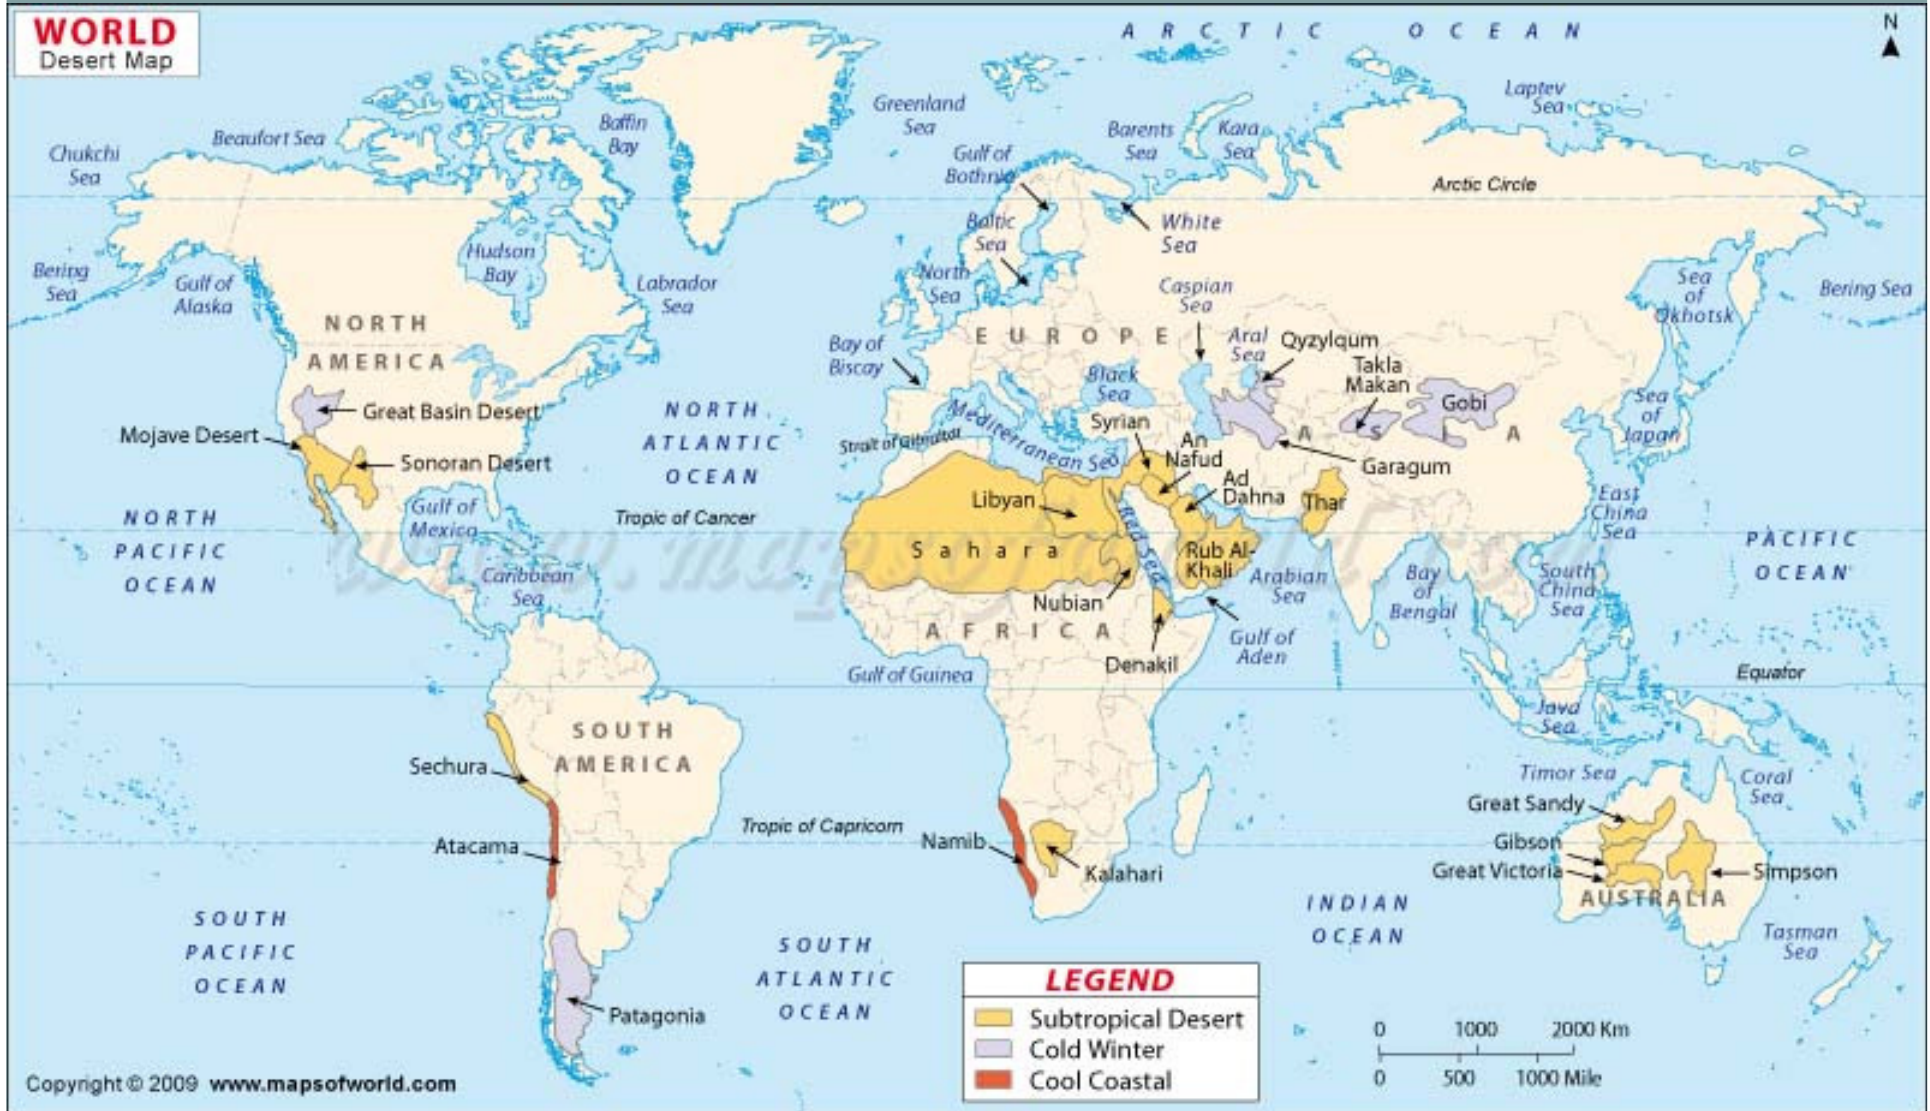 WORLD
Desert Map
N
ARCTIC OCEAN
Chukchi
Sea
Beaufort Sea
Baffin
Bay
Greenland
Sea
Barents
Sea
Kara
Sea
Laptev
Sea
Gulf of
Bothnia
Arctic Circle
Baltic
Sea
White
Sea
Bering
Sea
Gulf of
Alaska
Hudson
Bay
Labrador
Sea
North
Sea
Caspian
Sea
Sea
of
Okhotsk
Bering Sea
NORTH
AMERICA
EUROPE
Bay of
Biscay
Black
Sea
Aral
Sea
Qyzylqum
Takla
Makan
Gobi
ASIA
Sea
of
Japan
Great Basin Desert
Mojave Desert
Sonoran Desert
NORTH
ATLANTIC
OCEAN
Strait of Gibraltar
Mediterranean Sea
Syrian
An
Nafud
Ad
Dahna
Garagum
Thar
East
China
Sea
Gulf of
Mexico
Tropic of Cancer
Libyan
Sahara
Red Sea
Rub Al-
Khali
NORTH
PACIFIC
OCEAN
PACIFIC
OCEAN
www.mapsofworld.com
Caribbean
Sea
Nubian
Arabian
Sea
Bay
of
Bengal
South
China
Sea
AFRICA
Denakil
Gulf of
Aden
Gulf of Guinea
Equator
Java
Sea
SOUTH
AMERICA
Sechura
Timor Sea
Coral
Sea
Great Sandy
Atacama
Tropic of Capricorn
Namib
Kalahari
Gibson
Great Victoria
Simpson
AUSTRALIA
SOUTH
PACIFIC
OCEAN
SOUTH
ATLANTIC
OCEAN
INDIAN
OCEAN
Tasman
Sea
Patagonia
LEGEND
Subtropical Desert
Cold Winter
Cool Coastal
0 1000 2000 Km
0 500 1000 Mile
Copyright © 2009 www.mapsofworld.com